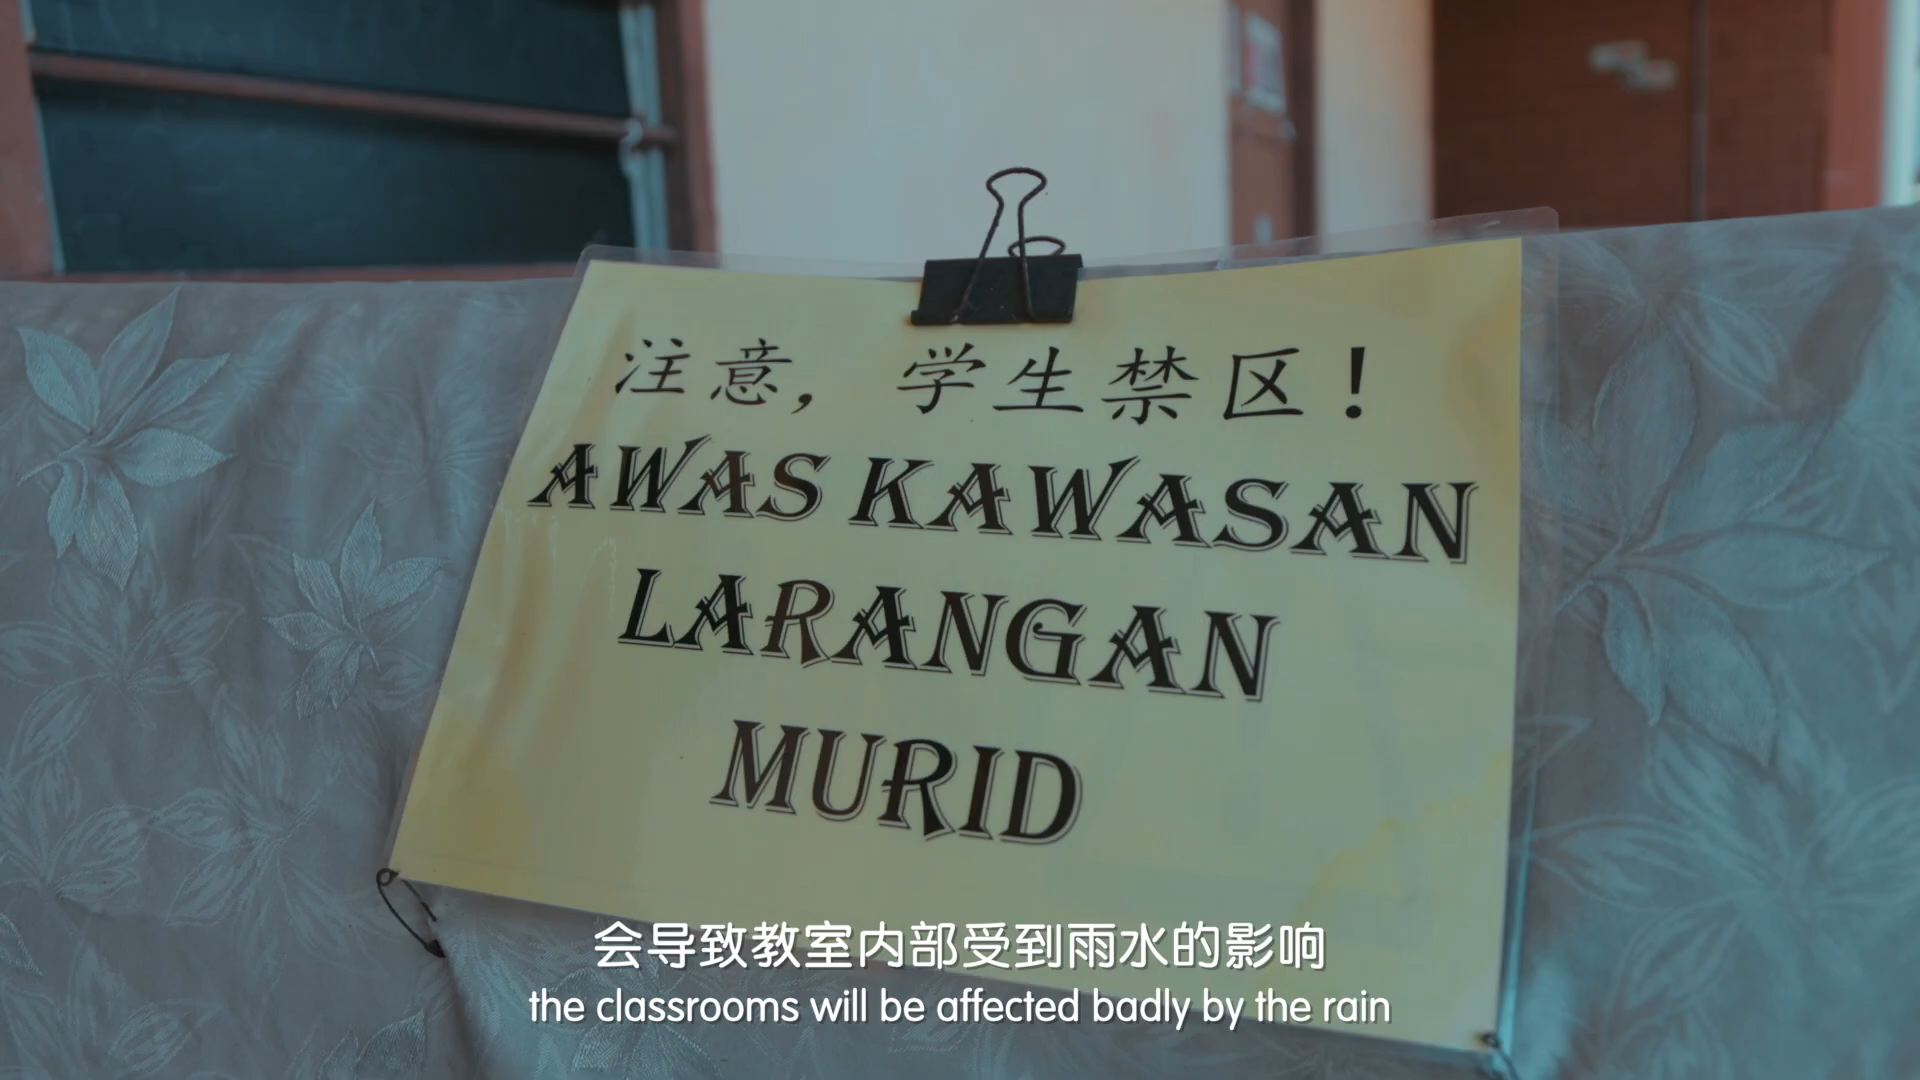 注意，学生禁区！
AWAS KAWASAN
LARANGAN
MURID
会导致教室内部受到雨水的影响
the classrooms will be affected badly by the rain